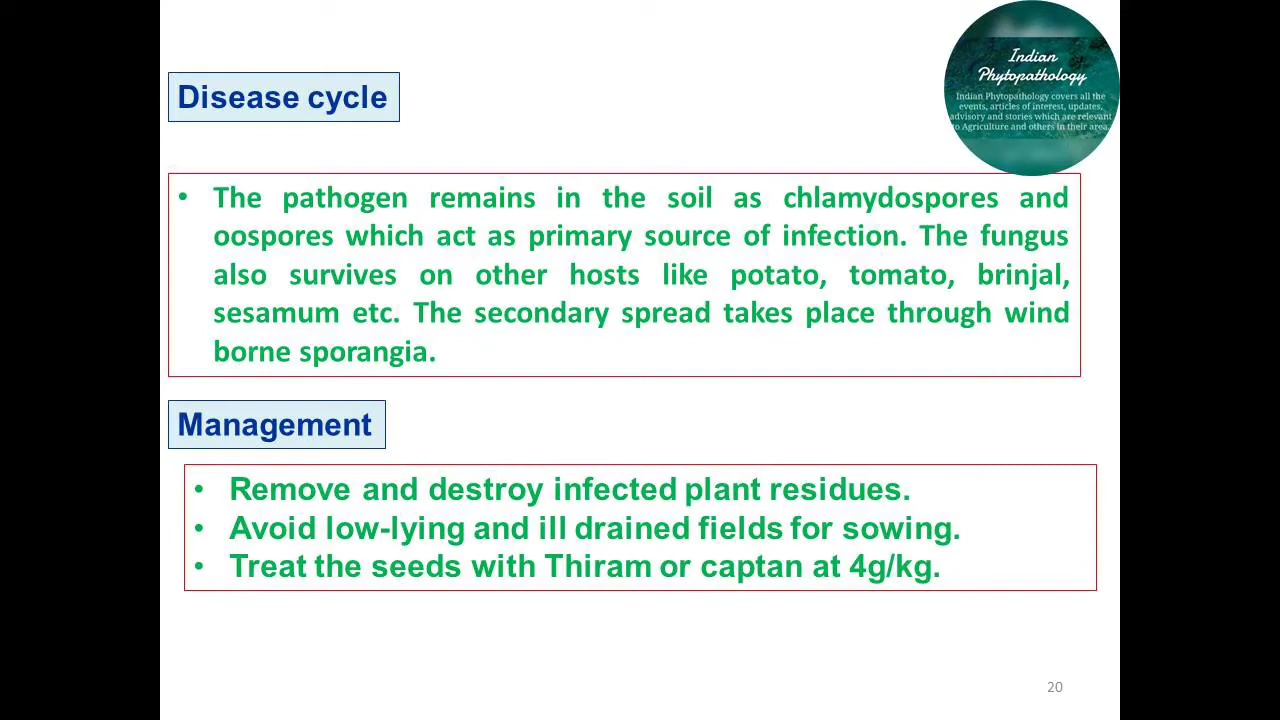 Indian
Phytopathology
Indian Phytopathology covers all the
events, articles of interest, updates,
advisory and stories which are relevant
to Agriculture and others in their area.
Disease cycle
• The pathogen remains in the soil as chlamydospores and
oospores which act as primary source of infection. The fungus
also survives on other hosts like potato, tomato, brinjal,
sesamum etc. The secondary spread takes place through wind
borne sporangia.
Management
• Remove and destroy infected plant residues.
• Avoid low-lying and ill drained fields for sowing.
• Treat the seeds with Thiram or captan at 4g/kg.
20